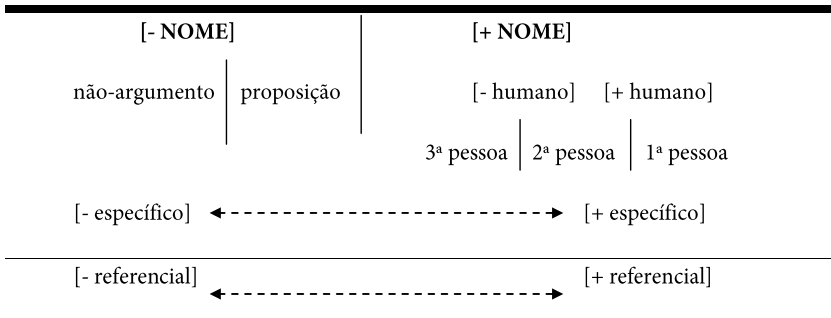 [- NOME] [+ NOME]
não-argumento proposição [- humano] [+ humano]
3ª pessoa 2ª pessoa 1ª pessoa
[- específico] [+ específico]
[- referencial] [+ referencial]